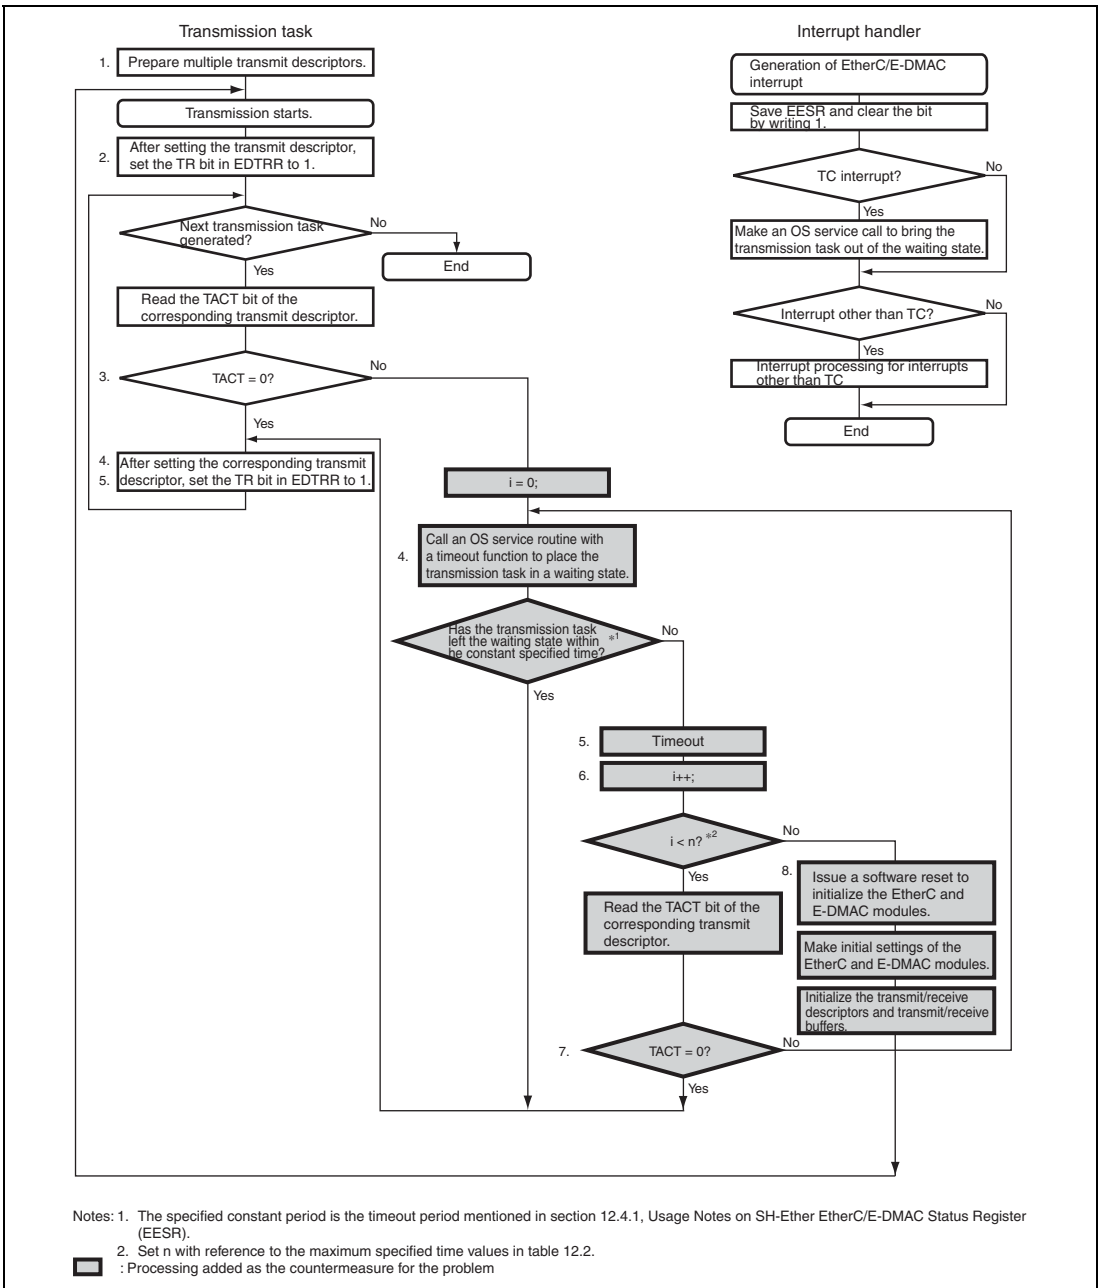 Transmission task
1. Prepare multiple transmit descriptors.
Transmission starts.
2. After setting the transmit descriptor,
set the TR bit in EDTRR to 1.
Next transmission task
generated?
No
End
Yes
Read the TACT bit of the
corresponding transmit descriptor.
3. TACT = 0?
No
Yes
4. After setting the corresponding transmit
5. descriptor, set the TR bit in EDTRR to 1.
i = 0;
4. Call an OS service routine with
a timeout function to place the
transmission task in a waiting state.
Has the transmission task
left the waiting state within *1
he constant specified time?
No
Yes
5. Timeout
6. i++;
i < n? *2
No
Yes
Read the TACT bit of the
corresponding transmit
descriptor.
7. TACT = 0?
No
Yes
8. Issue a software reset to
initialize the EtherC and
E-DMAC modules.
Make initial settings of the
EtherC and E-DMAC modules.
Initialize the transmit/receive
descriptors and transmit/receive
buffers.
Interrupt handler
Generation of EtherC/E-DMAC
interrupt
Save EESR and clear the bit
by writing 1.
TC interrupt?
No
Yes
Make an OS service call to bring the
transmission task out of the waiting state.
Interrupt other than TC?
No
Yes
Interrupt processing for interrupts
other than TC
End
Notes: 1. The specified constant period is the timeout period mentioned in section 12.4.1, Usage Notes on SH-Ether EtherC/E-DMAC Status Register
(EESR).
2. Set n with reference to the maximum specified time values in table 12.2.
: Processing added as the countermeasure for the problem